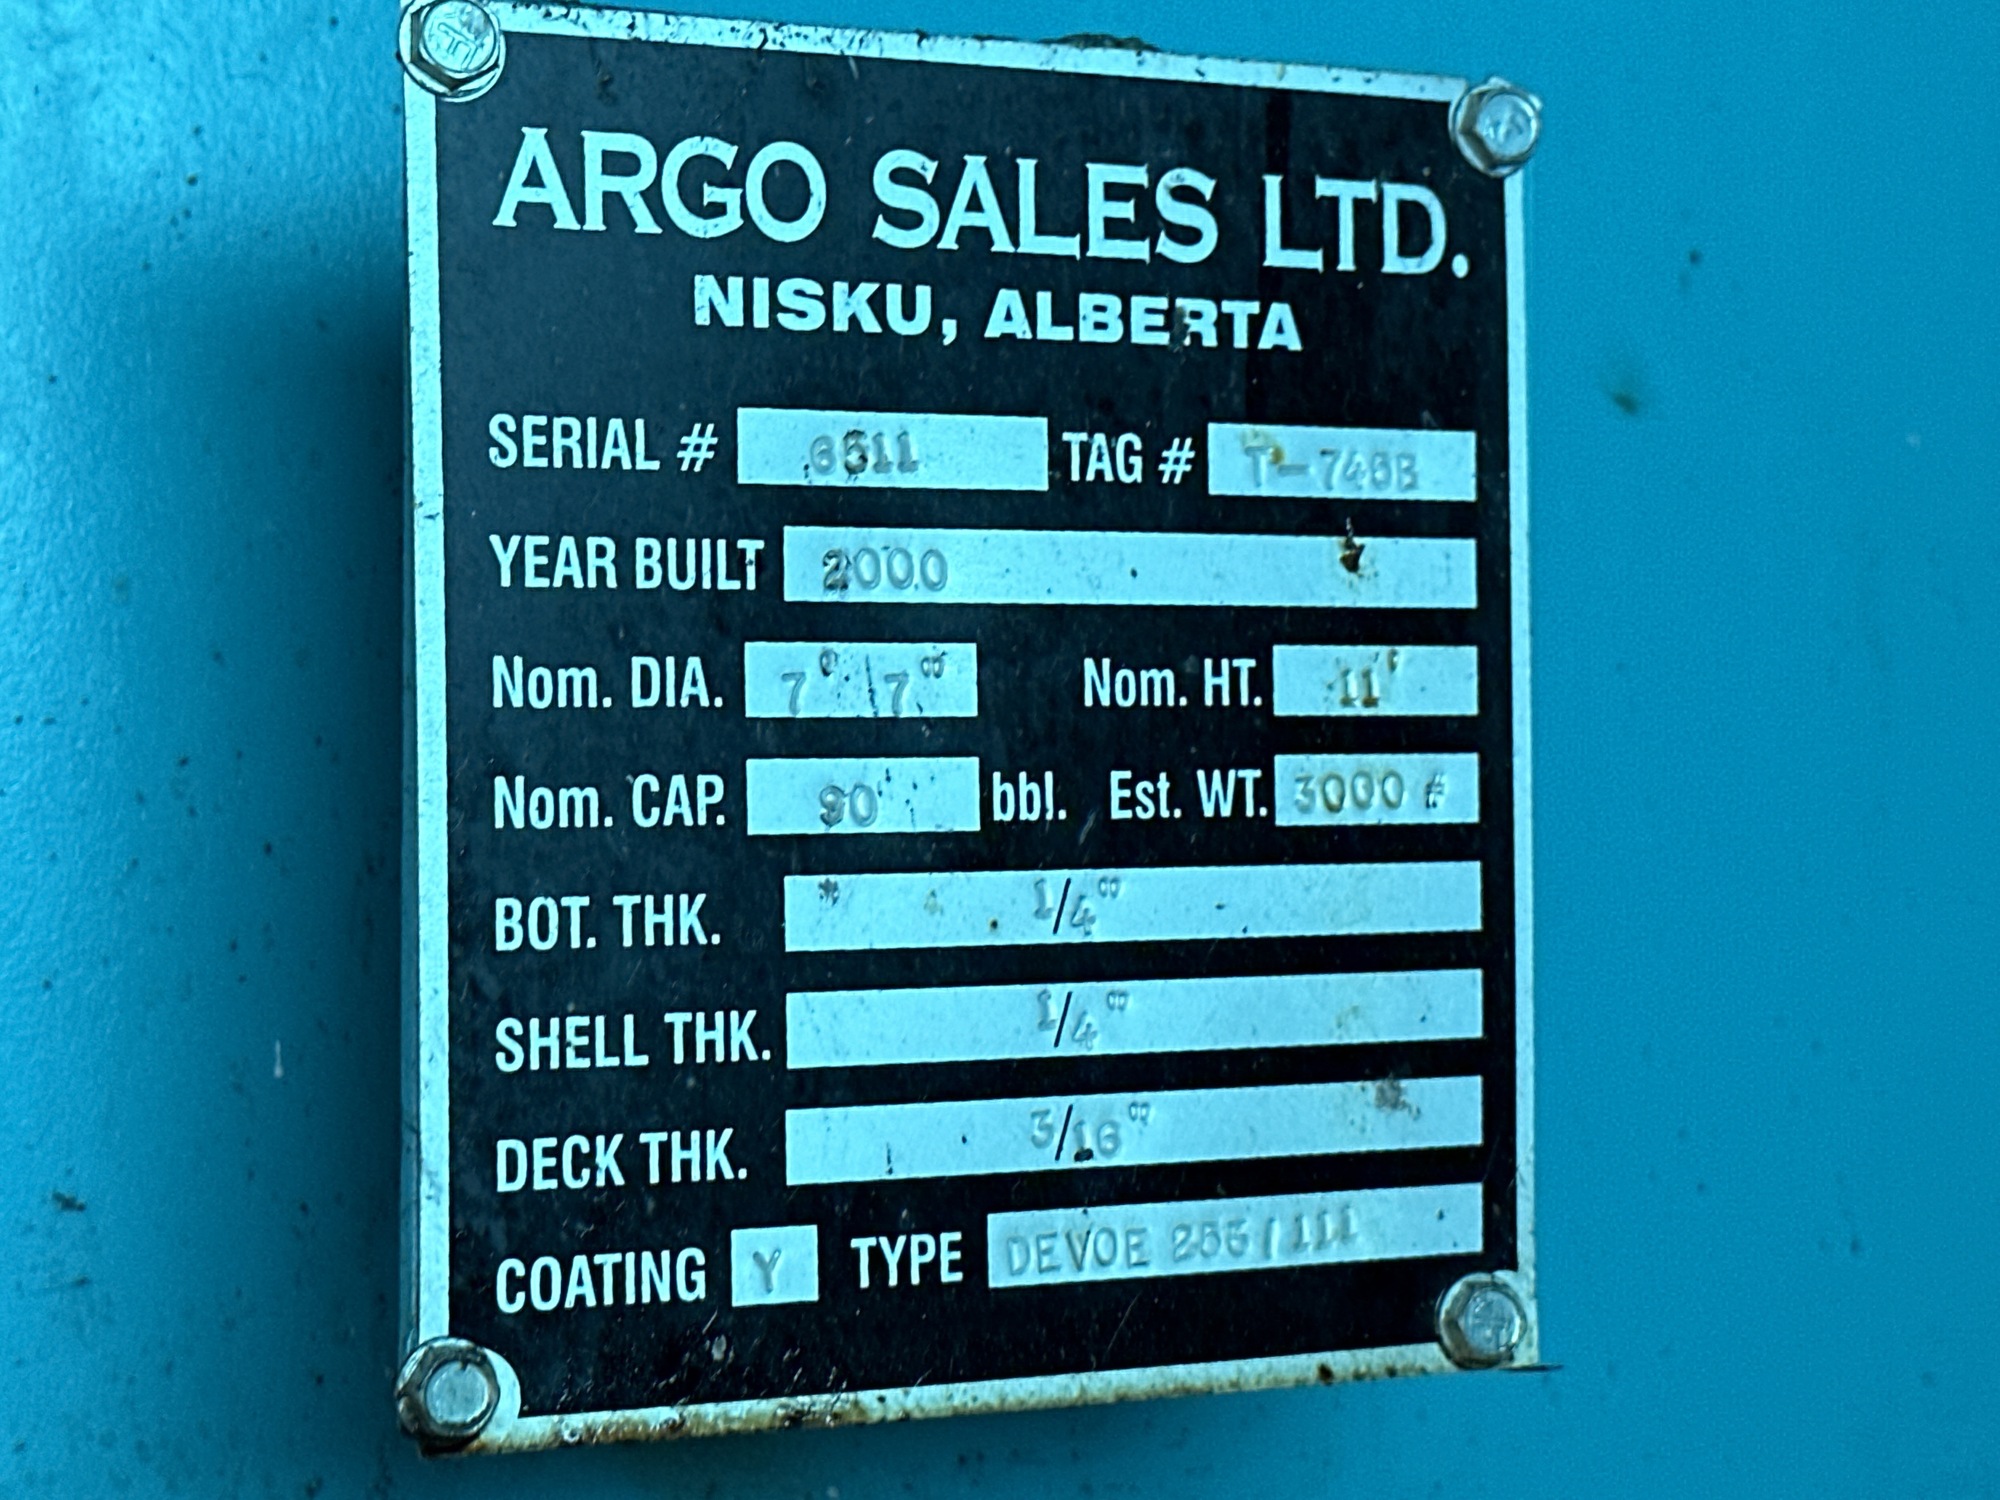 ARGO SALES LTD.
NISKU, ALBERTA
SERIAL # 6511 TAG # T-746B
YEAR BUILT 2000
Nom. DIA. 7' 7" Nom. HT. 11'
Nom. CAP. 90 bbl. Est. WT. 3000 #
BOT. THK. 1/4"
SHELL THK. 1/4"
DECK THK. 3/16"
COATING Y TYPE DEVOE 253/111